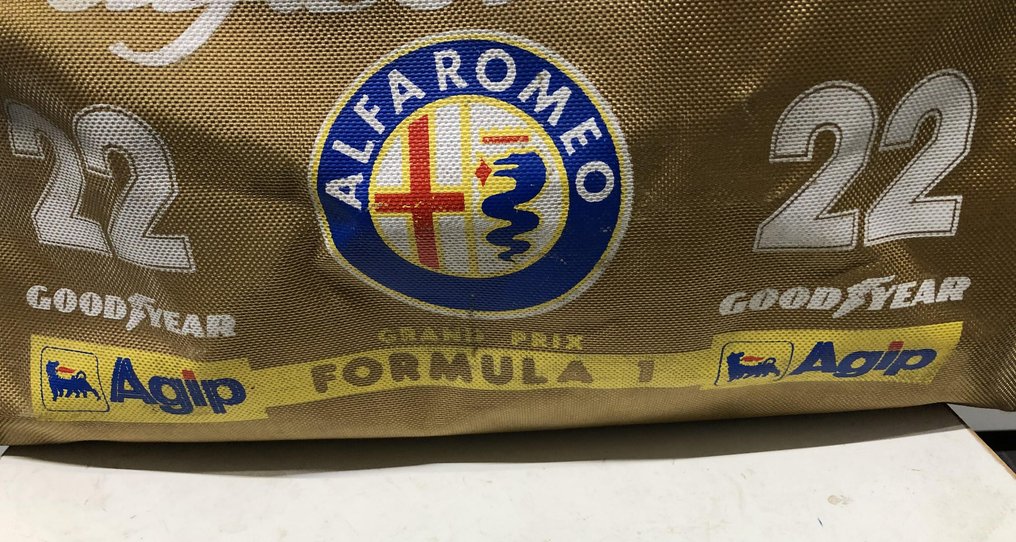 ALFA ROMEO
22
22
GOODYEAR
GOODYEAR
GRAND PRIX
Agip
FORMULA 1
Agip